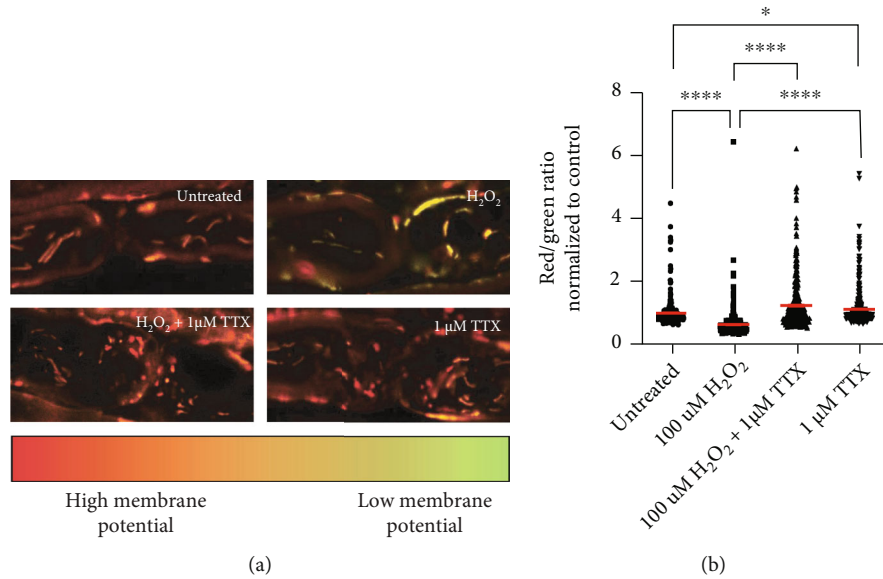 Untreated
H₂O₂
H₂O₂ + 1μM TTX
1 μM TTX
High membrane
potential
Low membrane
potential
(a)
*
****
****
****
Red/green ratio
normalized to control
8
6
4
2
0
Untreated
100 uM H₂O₂
100 uM H₂O₂ + 1μM TTX
1 μM TTX
(b)